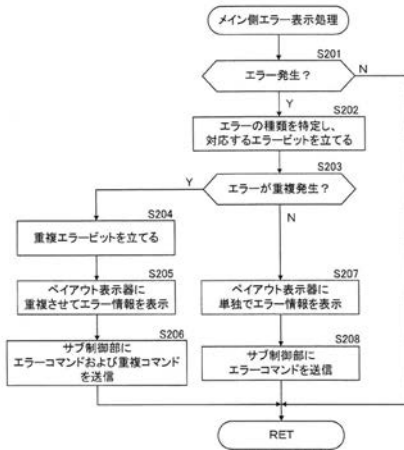 メイン側エラー表示処理
S201
エラー発生？
N
Y
S202
エラーの種類を特定し、
対応するエラービットを立てる
S203
エラーが重複発生？
Y
N
S204
重複エラービットを立てる
S205
ペイアウト表示器に
重複させてエラー情報を表示
S207
ペイアウト表示器に
単独でエラー情報を表示
S206
サブ制御部に
エラーコマンドおよび重複コマンド
を送信
S208
サブ制御部に
エラーコマンドを送信
RET